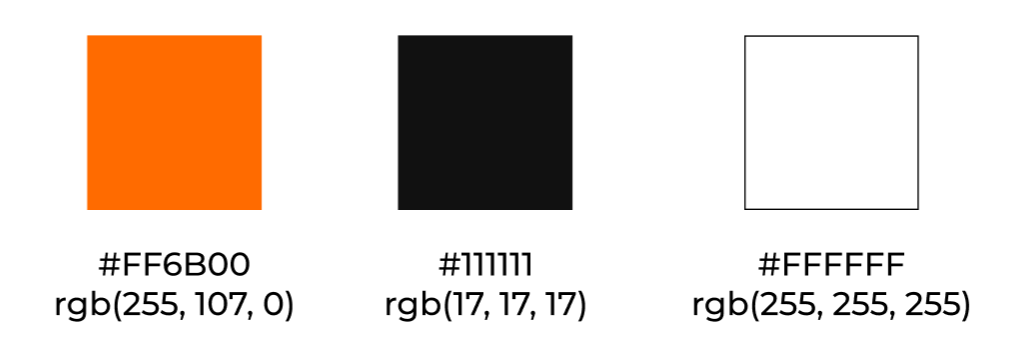 #FF6B00
rgb(255, 107, 0)
#111111
rgb(17, 17, 17)
#FFFFFF
rgb(255, 255, 255)